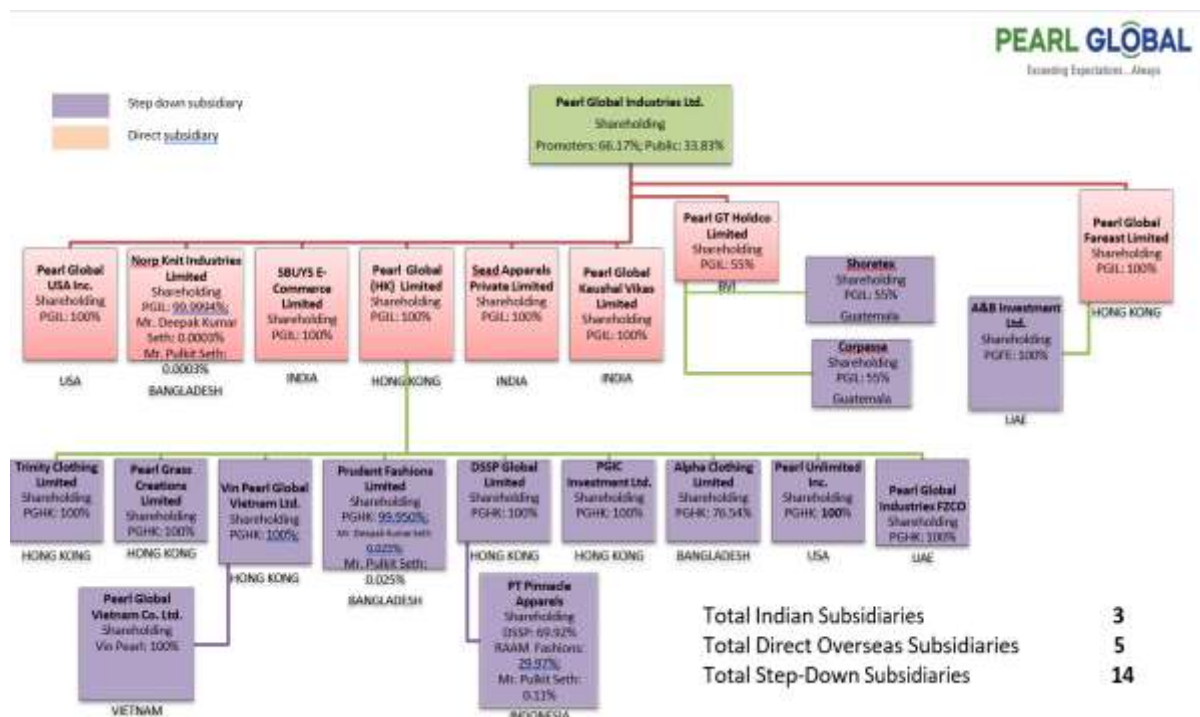 PEARL GLOBAL
Exceeding Expectations...Always
Step down subsidiary
Direct subsidiary
Pearl Global Industries Ltd.
Shareholding
Promoters: 66.17%; Public: 33.83%
Pearl GT Holdco
Limited
Shareholding
PGIL: 55%
BVI
Pearl Global
Fareast Limited
Shareholding
PGIL: 100%
HONG KONG
Pearl Global
USA Inc.
Shareholding
PGIL: 100%
USA
Norp Knit Industries
Limited
Shareholding
PGIL: 99.9994%;
Mr. Deepak Kumar
Seth: 0.0003%
Mr. Pulkit Seth:
0.0003%
BANGLADESH
SBUYS E-
Commerce
Limited
Shareholding
PGIL: 100%
INDIA
Pearl Global
(HK) Limited
Shareholding
PGIL: 100%
HONG KONG
Sead Apparels
Private Limited
Shareholding
PGIL: 100%
INDIA
Pearl Global
Kaushal Vikas
Limited
Shareholding
PGIL: 100%
INDIA
Shoretex
Shareholding
PGIL: 55%
Guatemala
Corpassa
Shareholding
PGIL: 55%
Guatemala
A&B Investment
Ltd.
Shareholding
PGFE: 100%
UAE
Trinity Clothing
Limited
Shareholding
PGHK: 100%
HONG KONG
Pearl Grass
Creations
Limited
Shareholding
PGHK: 100%
HONG KONG
Vin Pearl Global
Vietnam Ltd.
Shareholding
PGHK: 100%;
HONG KONG
Prudent Fashions
Limited
Shareholding
PGHK: 99.950%;
Mr. Deepak Kumar Seth:
Mr. Pulkit Seth:
0.025%
BANGLADESH
DSSP Global
Limited
Shareholding
PGHK: 100%
HONG KONG
PGIC
Investment Ltd.
Shareholding
PGHK: 100%
HONG KONG
Alpha Clothing
Limited
Shareholding
PGHK: 76.54%
BANGLADESH
Pearl Unlimited
Inc.
Shareholding
PGHK: 100%
USA
Pearl Global
Industries FZCO
Shareholding
PGHK: 100%
UAE
Pearl Global
Vietnam Co. Ltd.
Shareholding
Vin Pearl: 100%
VIETNAM
PT Pinnacle
Apparels
Shareholding
DSSP: 69.92%
RAAM Fashions:
29.97%;
Mr. Pulkit Seth:
0.11%
INDONESIA
Total Indian Subsidiaries 3
Total Direct Overseas Subsidiaries 5
Total Step-Down Subsidiaries 14